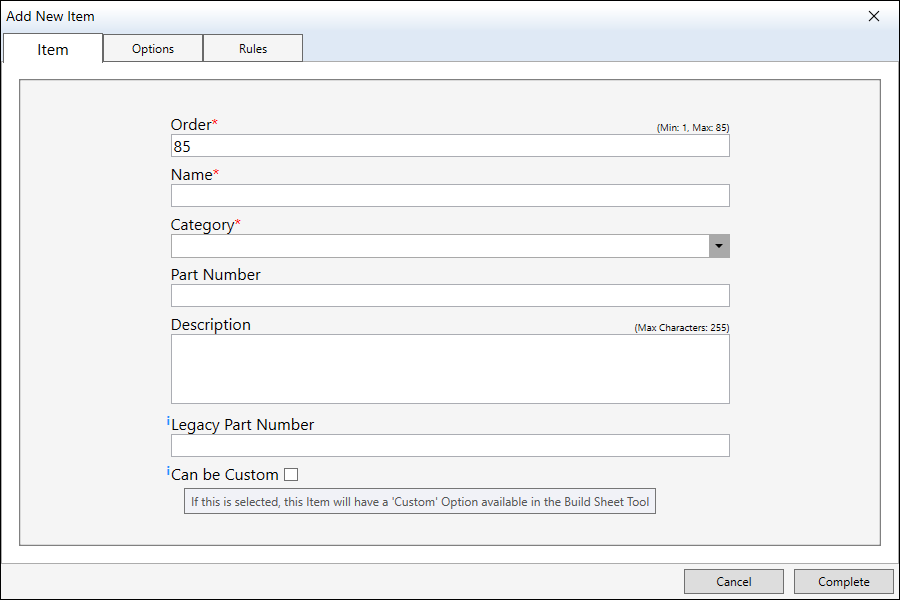 Add New Item
Item Options Rules
Order* (Min: 1, Max: 85)
85
Name*
Category*
Part Number
Description (Max Characters: 255)
i Legacy Part Number
i Can be Custom
If this is selected, this Item will have a 'Custom' Option available in the Build Sheet Tool
Cancel Complete